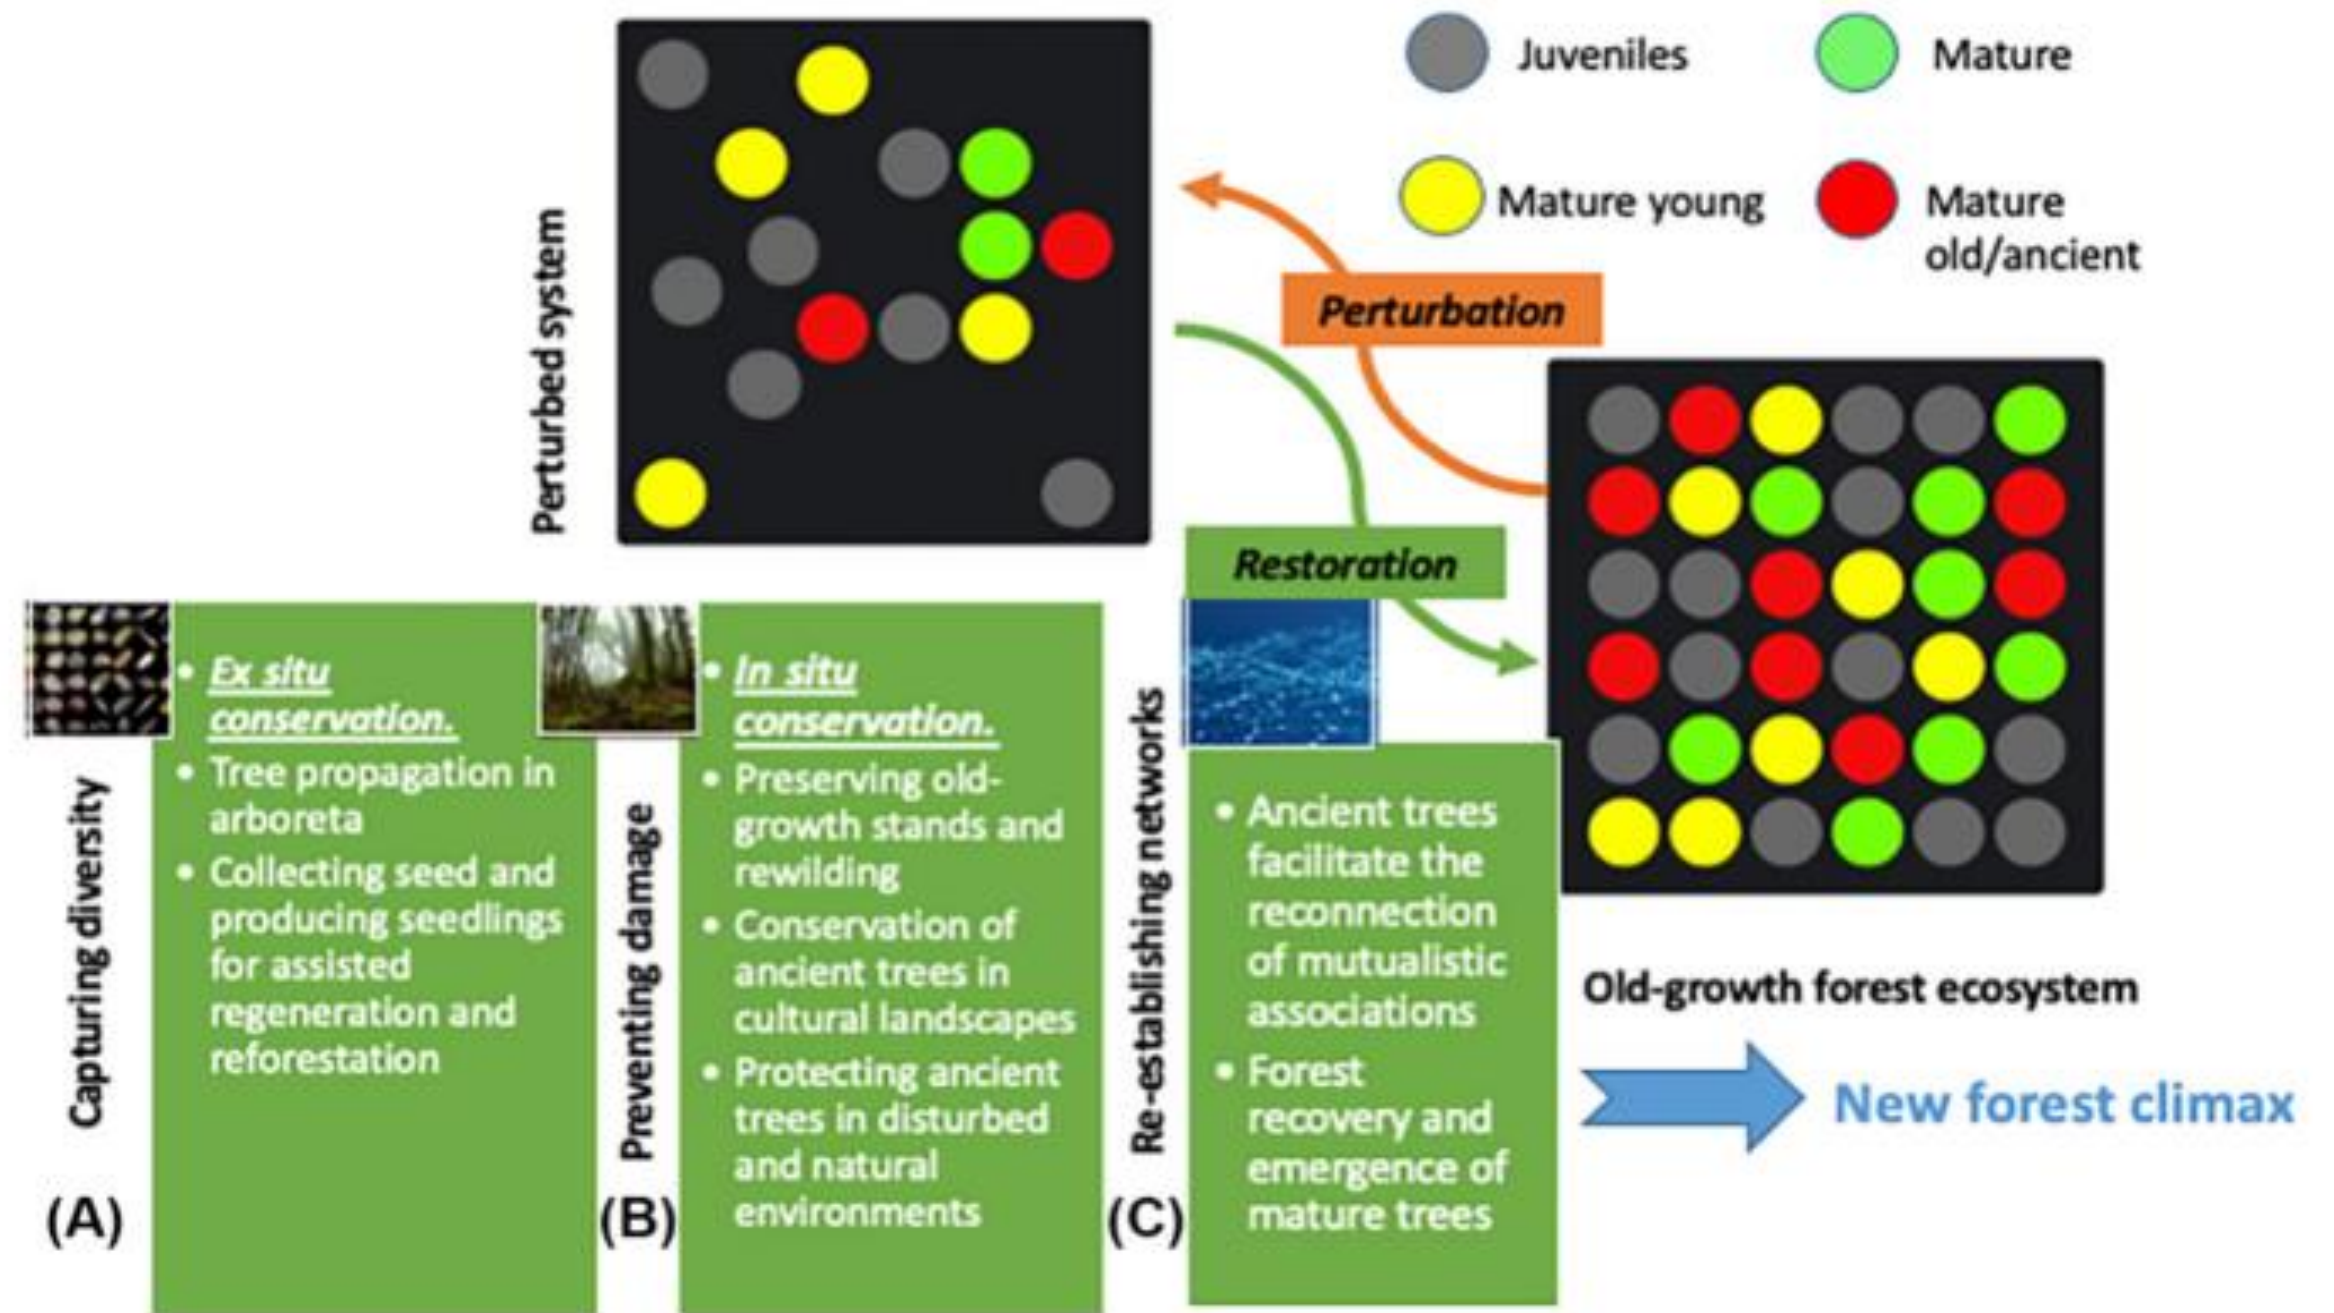 Juveniles
Mature
Mature young
Mature
old/ancient
Perturbed system
Perturbation
Restoration
Capturing diversity
(A)
• Ex situ
conservation.
• Tree propagation in
arboreta
• Collecting seed and
producing seedlings
for assisted
regeneration and
reforestation
Preventing damage
(B)
• In situ
conservation.
• Preserving old-
growth stands and
rewilding
• Conservation of
ancient trees in
cultural landscapes
• Protecting ancient
trees in disturbed
and natural
environments
Re-establishing networks
(C)
• Ancient trees
facilitate the
reconnection
of mutualistic
associations
• Forest
recovery and
emergence of
mature trees
Old-growth forest ecosystem
New forest climax